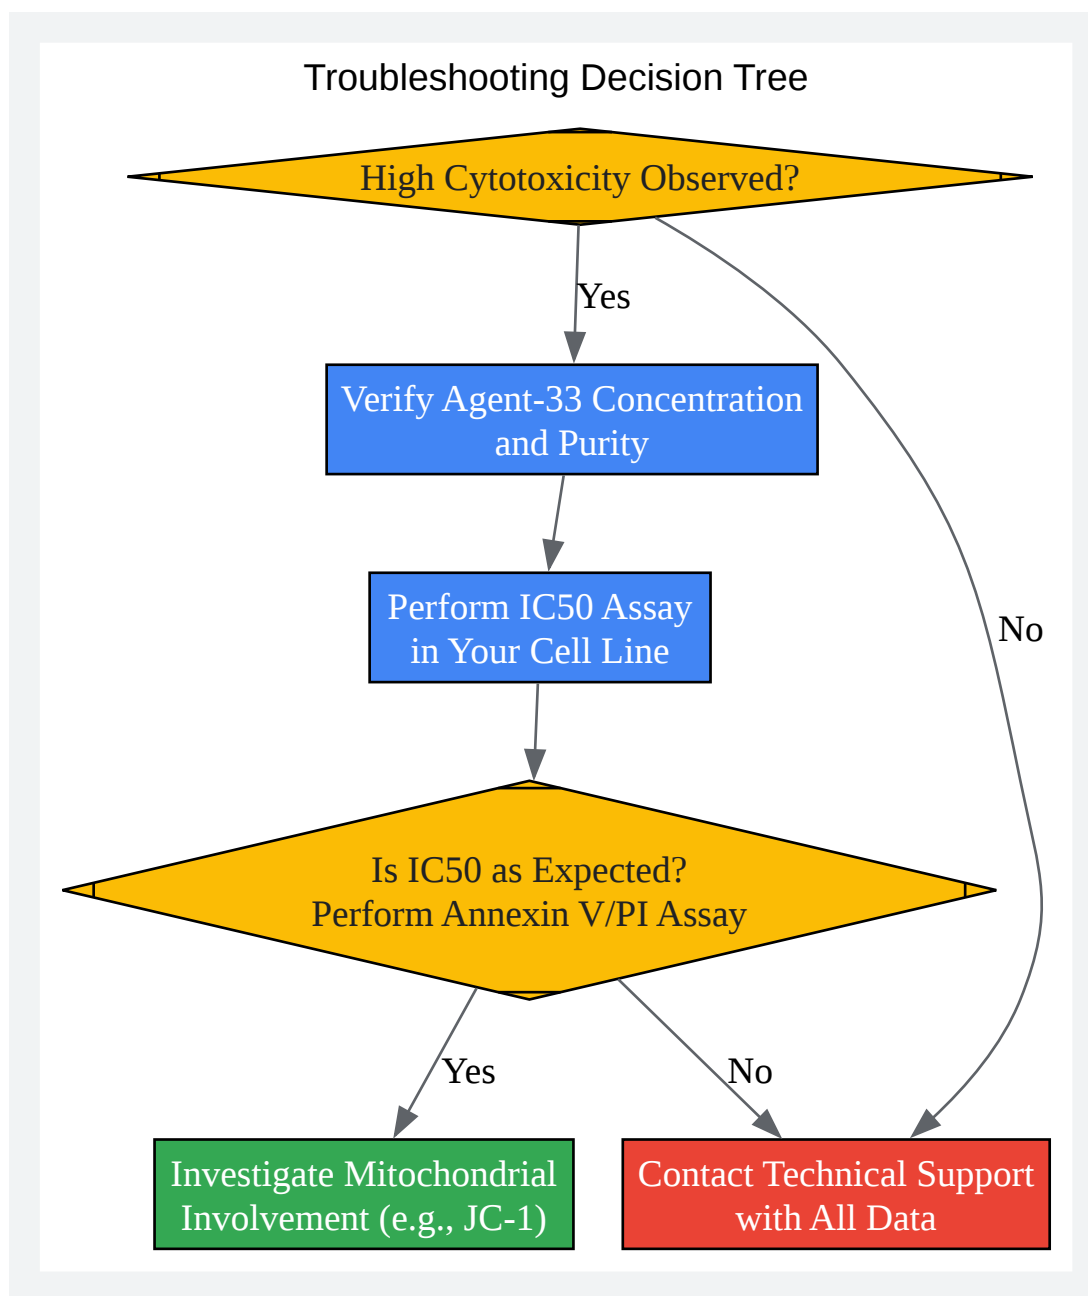 Troubleshooting Decision Tree
High Cytotoxicity Observed?
Yes
Verify Agent-33 Concentration
and Purity
Perform IC50 Assay
in Your Cell Line
No
Is IC50 as Expected?
Perform Annexin V/PI Assay
Yes
No
Investigate Mitochondrial
Involvement (e.g., JC-1)
Contact Technical Support
with All Data